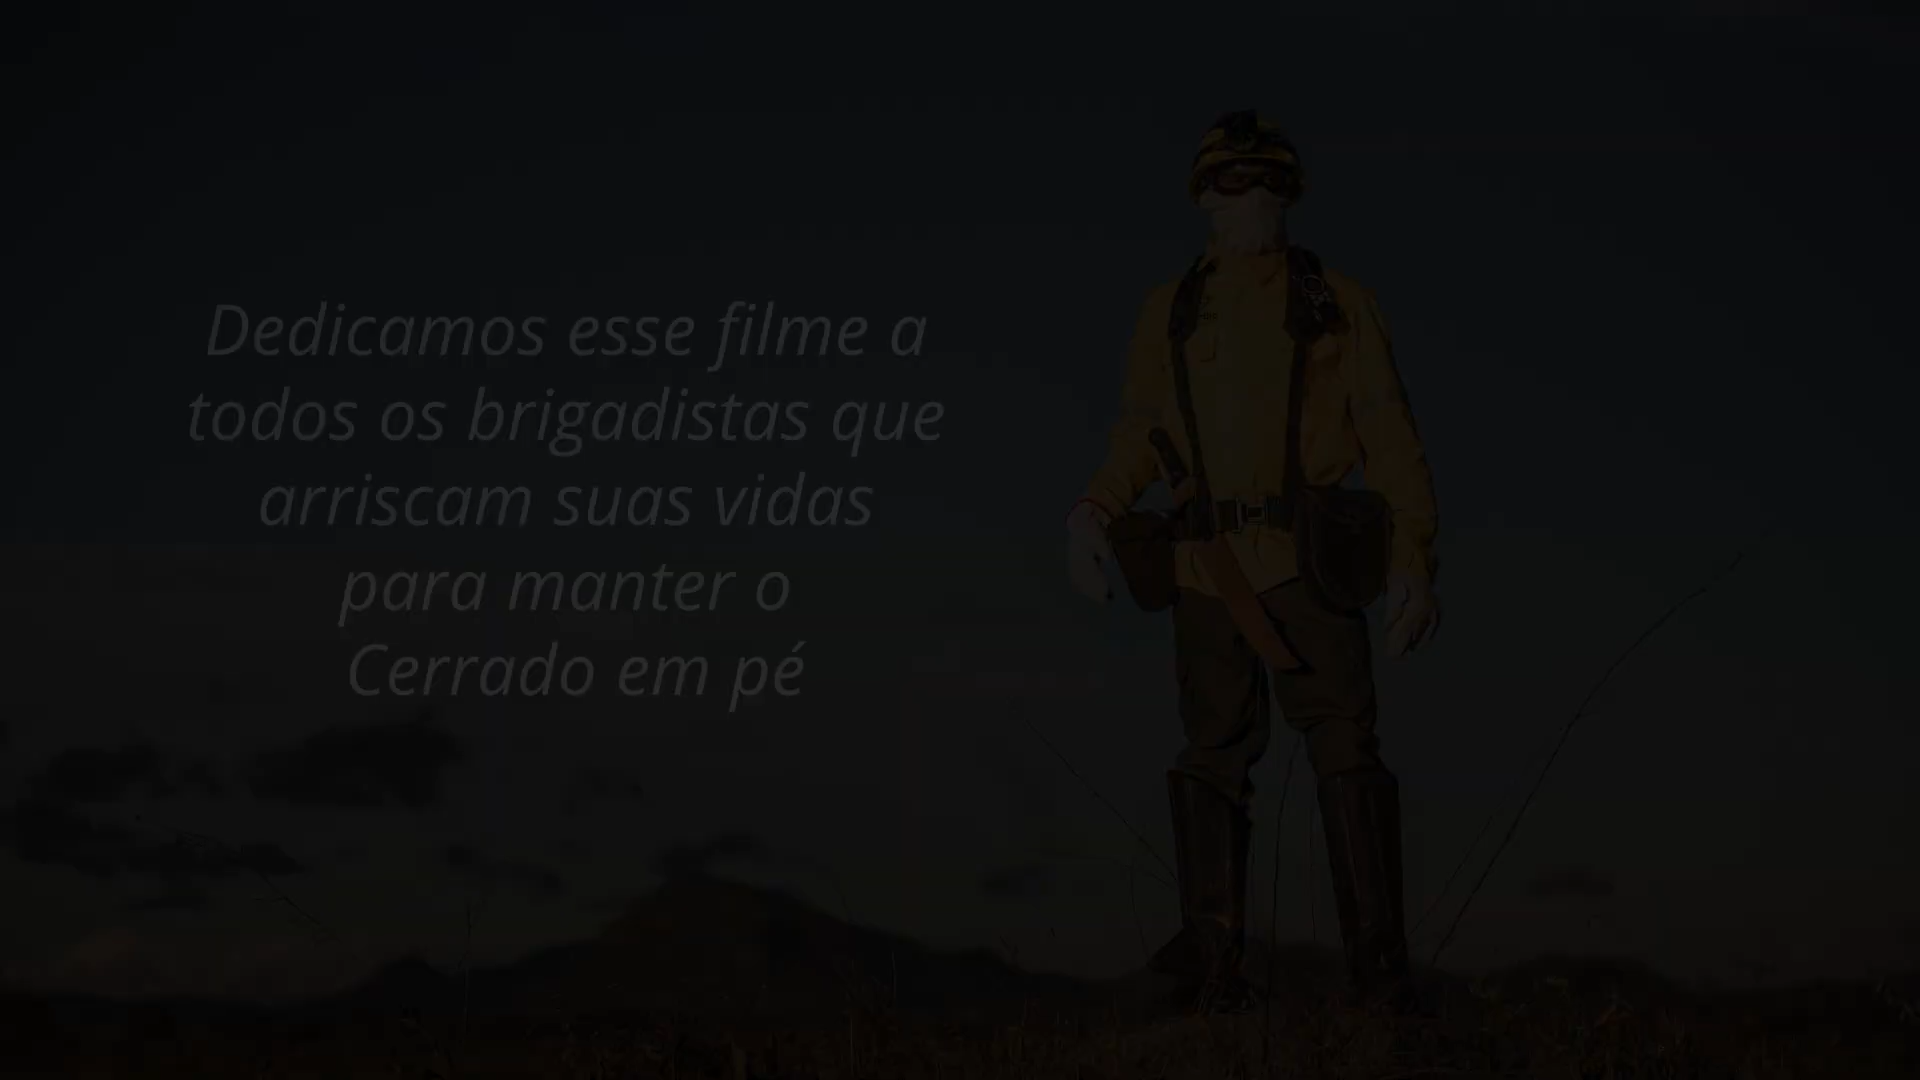 Dedicamos esse filme a
todos os brigadistas que
arriscam suas vidas
para manter o
Cerrado em pé